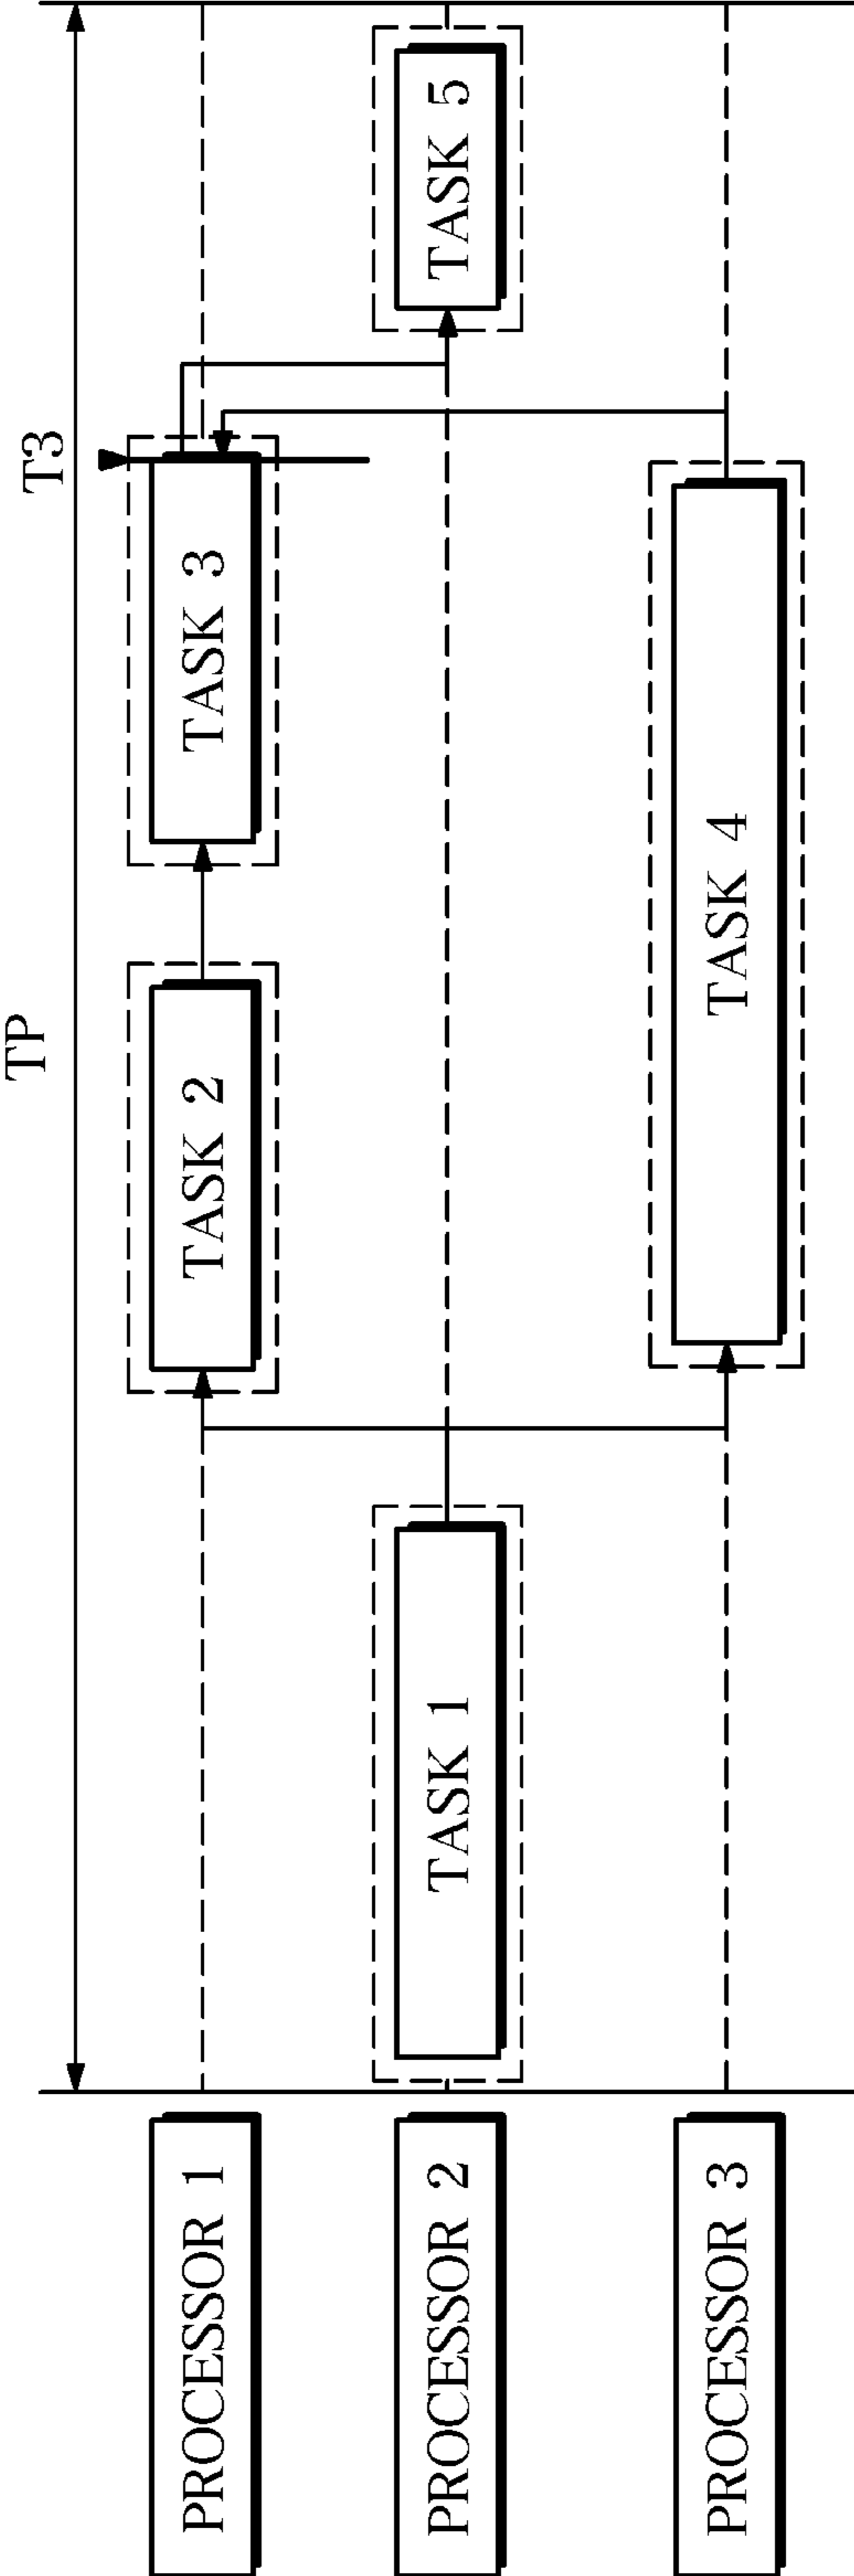 TP
T3
PROCESSOR 1
TASK 2
TASK 3
PROCESSOR 2
TASK 1
TASK 5
PROCESSOR 3
TASK 4